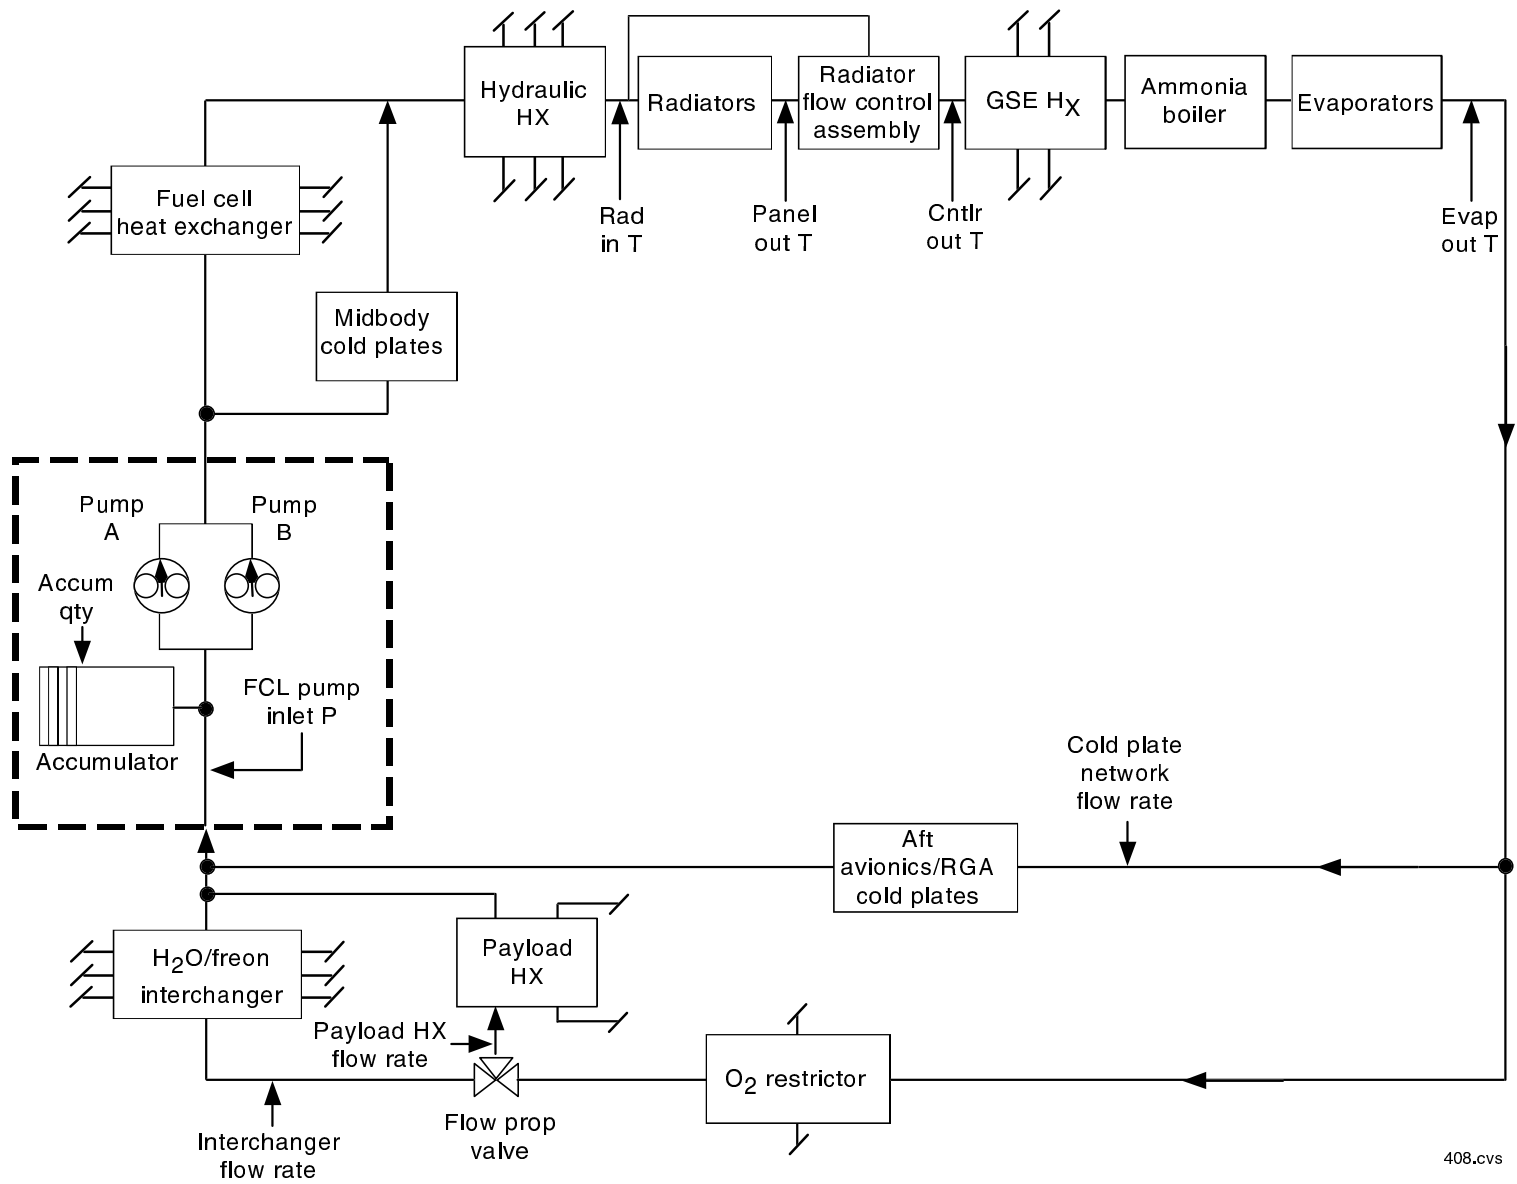 Hydraulic
HX
Radiators
Radiator
flow control
assembly
GSE HX
Ammonia
boiler
Evaporators
Fuel cell
heat exchanger
Rad
in T
Panel
out T
Cntlr
out T
Evap
out T
Midbody
cold plates
Pump
A
Pump
B
Accum
qty
FCL pump
inlet P
Accumulator
Cold plate
network
flow rate
Aft
avionics/RGA
cold plates
H2O/freon
interchanger
Payload
HX
Payload HX
flow rate
O2 restrictor
Flow prop
valve
Interchanger
flow rate
408.cvs